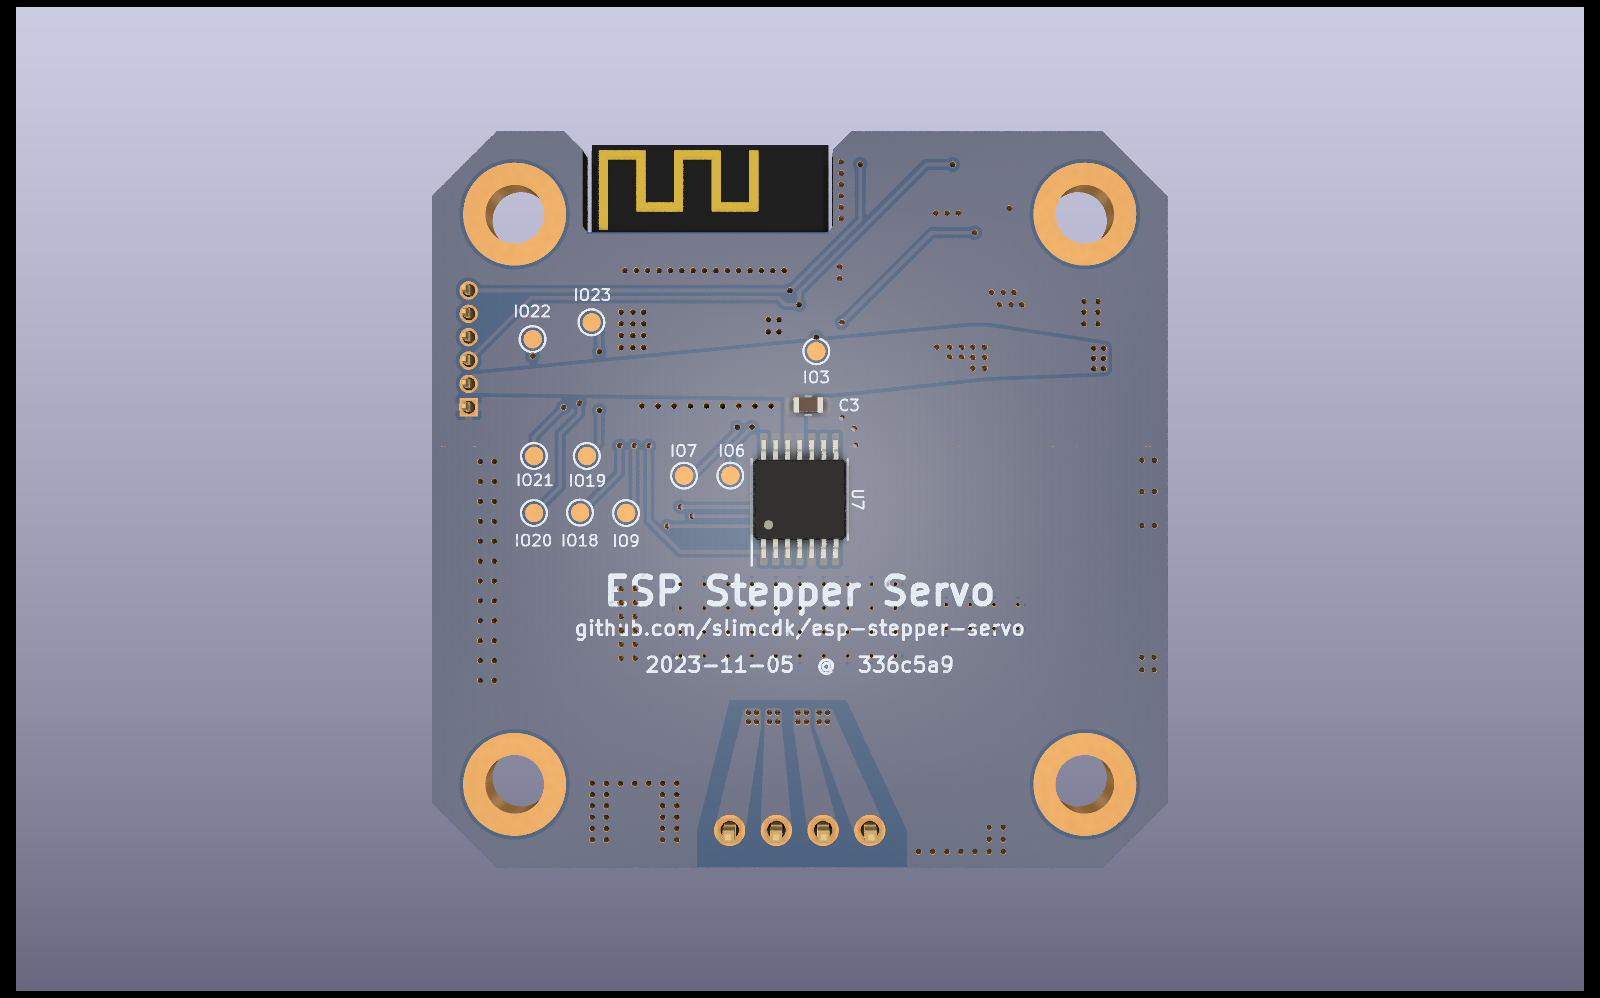 IO23
IO22
IO3
C3
IO7 IO6
IO21 IO19
U7
IO20 IO18 IO9
ESP Stepper Servo
github.com/slimcdk/esp-stepper-servo
2023-11-05 @ 336c5a9